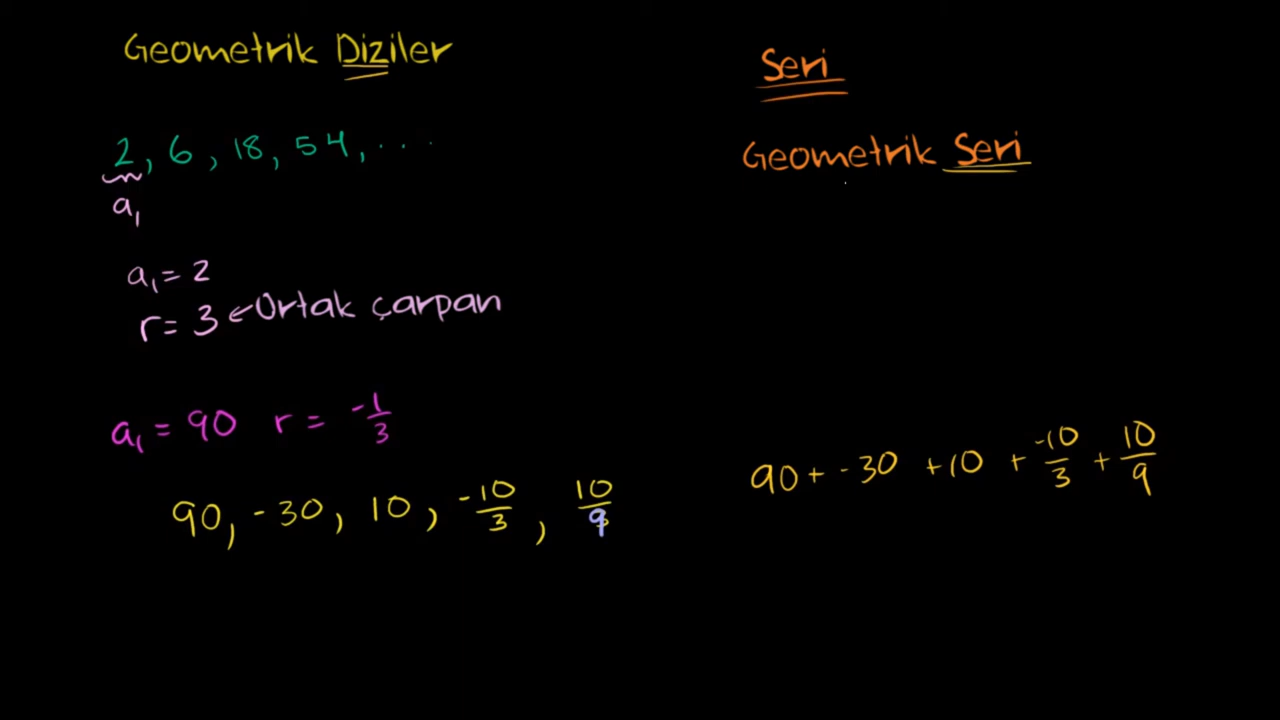 Geometrik Diziler
2, 6, 18, 54, ...
a₁
a₁ = 2
r = 3 ← Ortak çarpan
a₁ = 90 r = -1/3
90, -30, 10, -10/3, 10/9
Seri
Geometrik Seri
90 + -30 + 10 + -10/3 + 10/9